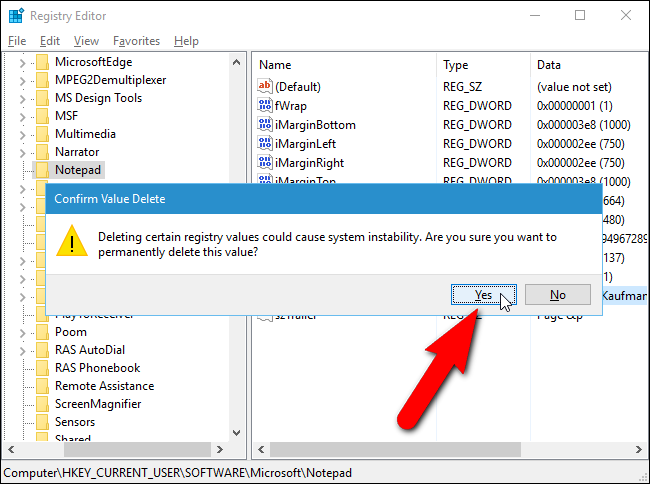 Registry Editor
File Edit View Favorites Help
MicrosoftEdge
MPEG2Demultiplexer
MS Design Tools
MSF
Multimedia
Narrator
Notepad
Name Type Data
(Default) REG_SZ (value not set)
fWrap REG_DWORD 0x00000001 (1)
iMarginBottom REG_DWORD 0x000003e8 (1000)
iMarginLeft REG_DWORD 0x000002ee (750)
iMarginRight REG_DWORD 0x000002ee (750)
iMarginTop REG_DWORD 0x000003e8 (1000)
664)
480)
94967289
137)
(1)
Kaufman
Page &p
Confirm Value Delete
Deleting certain registry values could cause system instability. Are you sure you want to
permanently delete this value?
Yes No
Poom
RAS AutoDial
RAS Phonebook
Remote Assistance
ScreenMagnifier
Sensors
Shared
Computer\HKEY_CURRENT_USER\SOFTWARE\Microsoft\Notepad